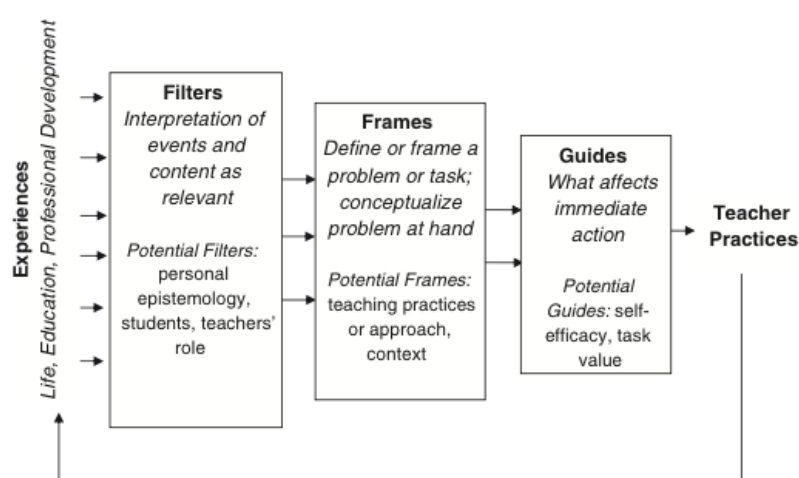 Experiences
Life, Education, Professional Development
Filters
Interpretation of
events and
content as
relevant
Potential Filters:
personal
epistemology,
students, teachers’
role
Frames
Define or frame a
problem or task;
conceptualize
problem at hand
Potential Frames:
teaching practices
or approach,
context
Guides
What affects
immediate
action
Potential
Guides: self-
efficacy, task
value
Teacher
Practices